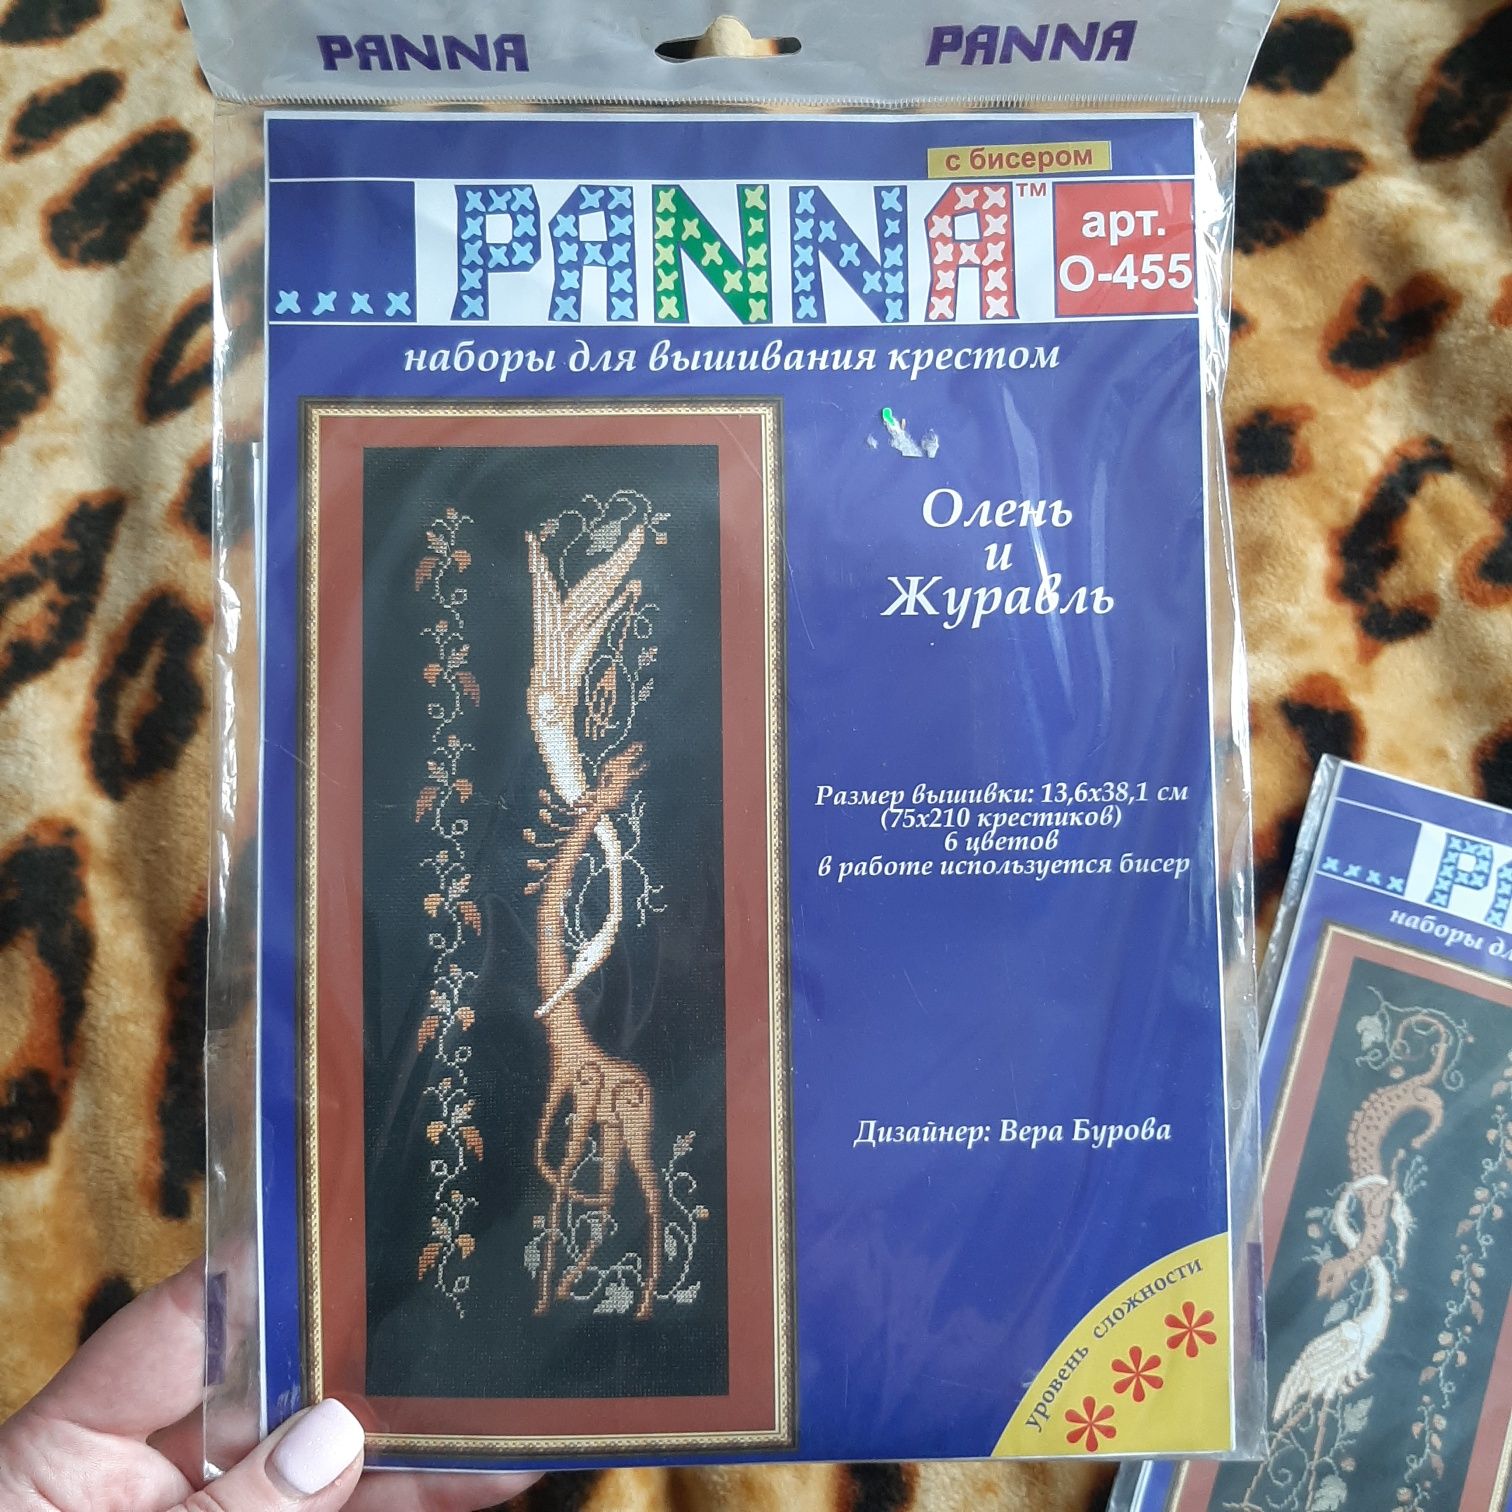 PANNA
PANNA
с бисером
PANNA™
арт.
О-455
наборы для вышивания крестом
Олень
и
Журавль
Размер вышивки: 13,6х38,1 см
(75х210 крестиков)
6 цветов
в работе используется бисер
Дизайнер: Вера Бурова
уровень сложности
наборы